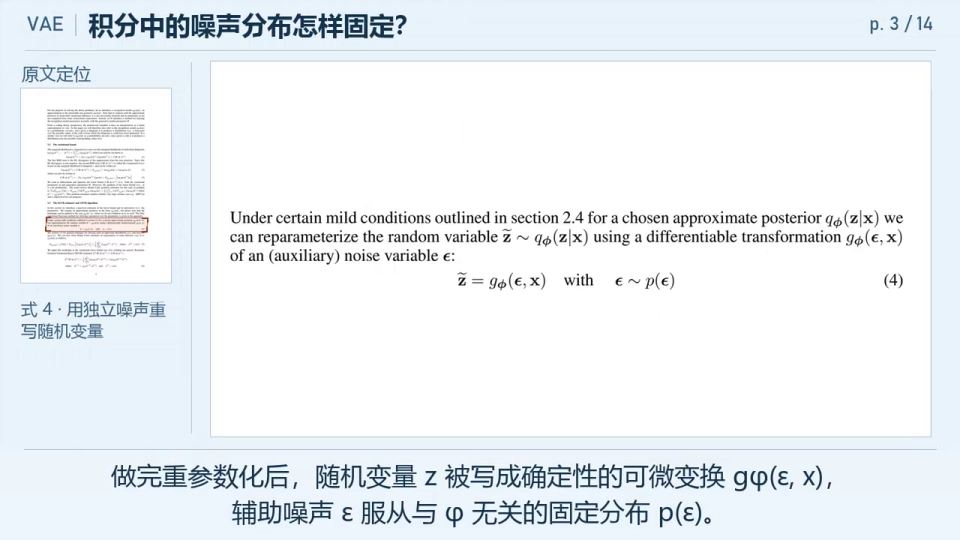 VAE 积分中的噪声分布怎样固定?
p. 3 / 14
原文定位
式 4 · 用独立噪声重
写随机变量
Under certain mild conditions outlined in section 2.4 for a chosen approximate posterior qϕ(z|x) we
can reparameterize the random variable z̃ ∼ qϕ(z|x) using a differentiable transformation gϕ(ϵ, x)
of an (auxiliary) noise variable ϵ:
z̃ = gϕ(ϵ, x) with ϵ ∼ p(ϵ) (4)
做完重参数化后，随机变量 z 被写成确定性的可微变换 gφ(ε, x)，
辅助噪声 ε 服从与 φ 无关的固定分布 p(ε)。